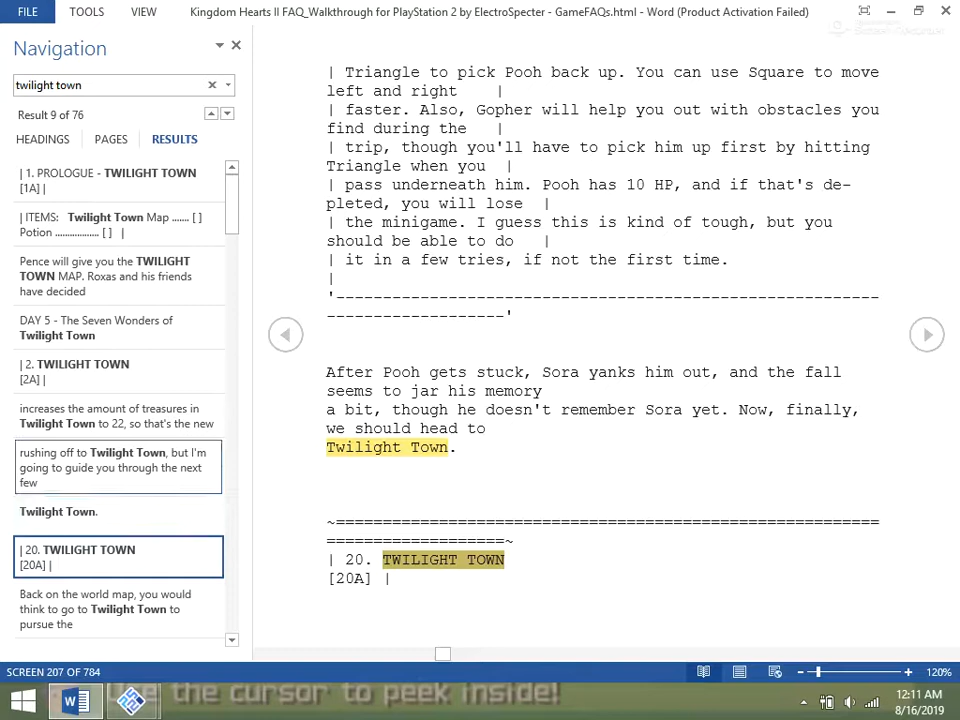 FILE TOOLS VIEW Kingdom Hearts II FAQ_Walkthrough for PlayStation 2 by ElectroSpecter - GameFAQs.html - Word (Product Activation Failed)
Navigation
twilight town
Result 9 of 76
HEADINGS PAGES RESULTS
| 1. PROLOGUE - TWILIGHT TOWN
[1A] |
| ITEMS: Twilight Town Map ....... [ ]
Potion .................. [ ] |
Pence will give you the TWILIGHT
TOWN MAP. Roxas and his friends
have decided
DAY 5 - The Seven Wonders of
Twilight Town
| 2. TWILIGHT TOWN
[2A] |
increases the amount of treasures in
Twilight Town to 22, so that's the new
rushing off to Twilight Town, but I'm
going to guide you through the next
few
Twilight Town.
| 20. TWILIGHT TOWN
[20A] |
Back on the world map, you would
think to go to Twilight Town to
pursue the
| Triangle to pick Pooh back up. You can use Square to move
left and right |
| faster. Also, Gopher will help you out with obstacles you
find during the |
| trip, though you'll have to pick him up first by hitting
Triangle when you |
| pass underneath him. Pooh has 10 HP, and if that's de-
pleted, you will lose |
| the minigame. I guess this is kind of tough, but you
should be able to do |
| it in a few tries, if not the first time.
|
'----------------------------------------------------------
-------------------'
After Pooh gets stuck, Sora yanks him out, and the fall
seems to jar his memory
a bit, though he doesn't remember Sora yet. Now, finally,
we should head to
Twilight Town.
~==========================================================
===================~
| 20. TWILIGHT TOWN
[20A] |
SCREEN 207 OF 784
120%
the cursor to peek inside!
12:11 AM
8/16/2019